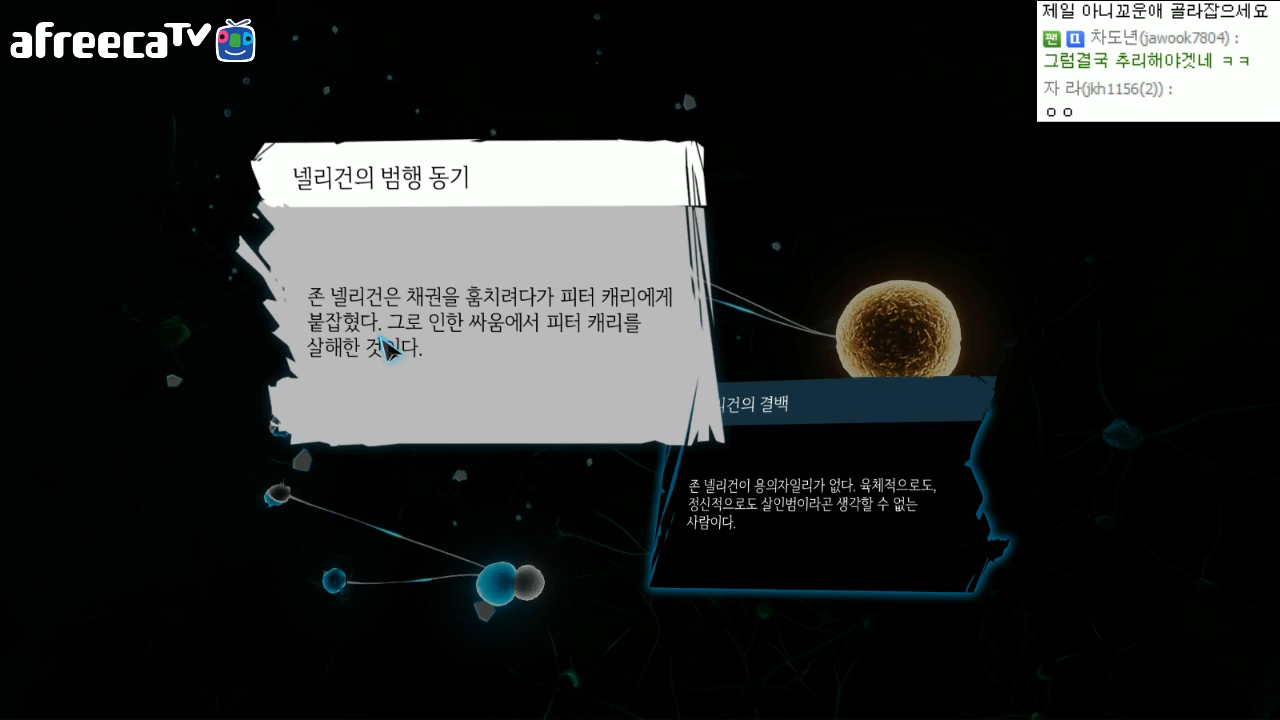 afreecaTV
제일 아니꼬운애 골라잡으세요
팬 차도년(jawook7804) :
그럼결국 추리해야겟네 ㅋㅋ
자 라(jkh1156(2)) :
ㅇㅇ
넬리건의 범행 동기
존 넬리건은 채권을 훔치려다가 피터 캐리에게
붙잡혔다. 그로 인한 싸움에서 피터 캐리를
살해한 것이다.
건의 결백
존 넬리건이 용의자일리가 없다. 육체적으로도,
정신적으로도 살인범이라곤 생각할 수 없는
사람이다.